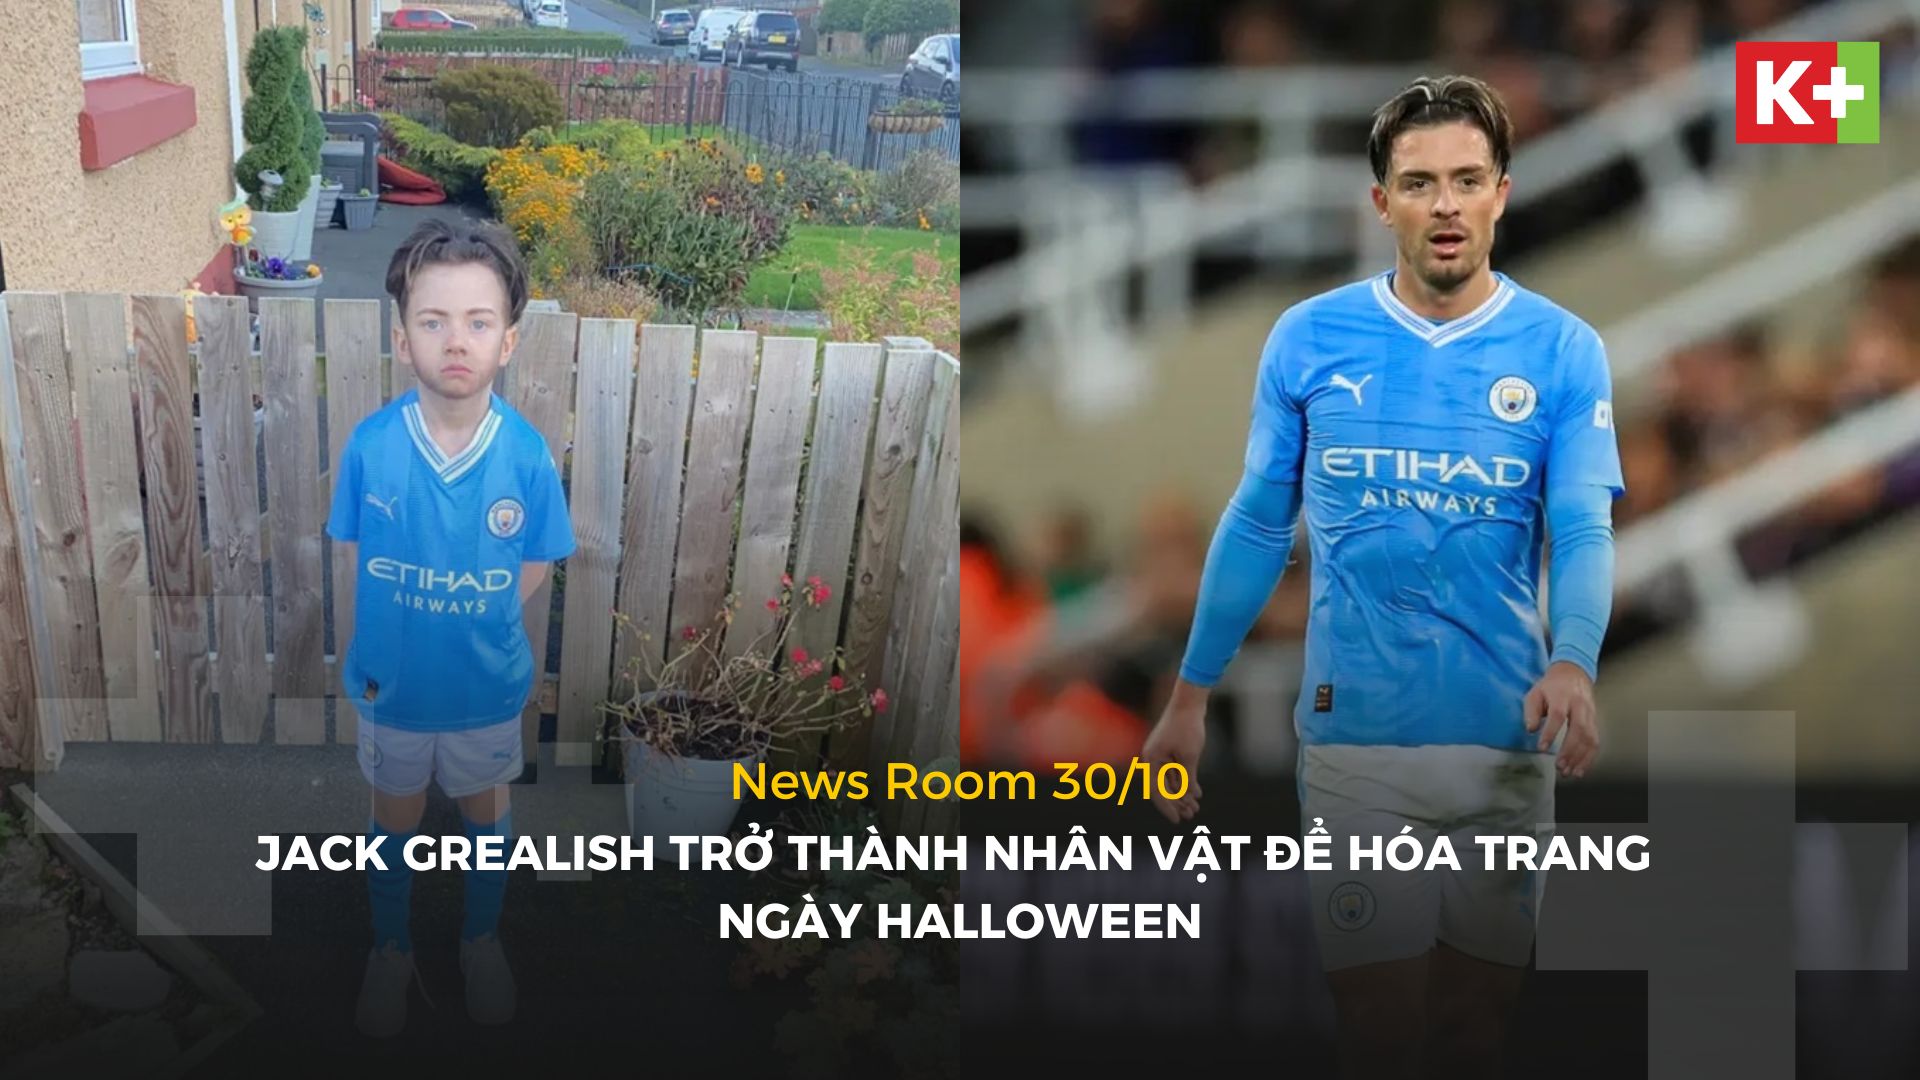 K+
ETIHAD
AIRWAYS
ETIHAD
AIRWAYS
News Room 30/10
JACK GREALISH TRỞ THÀNH NHÂN VẬT ĐỂ HÓA TRANG
NGÀY HALLOWEEN